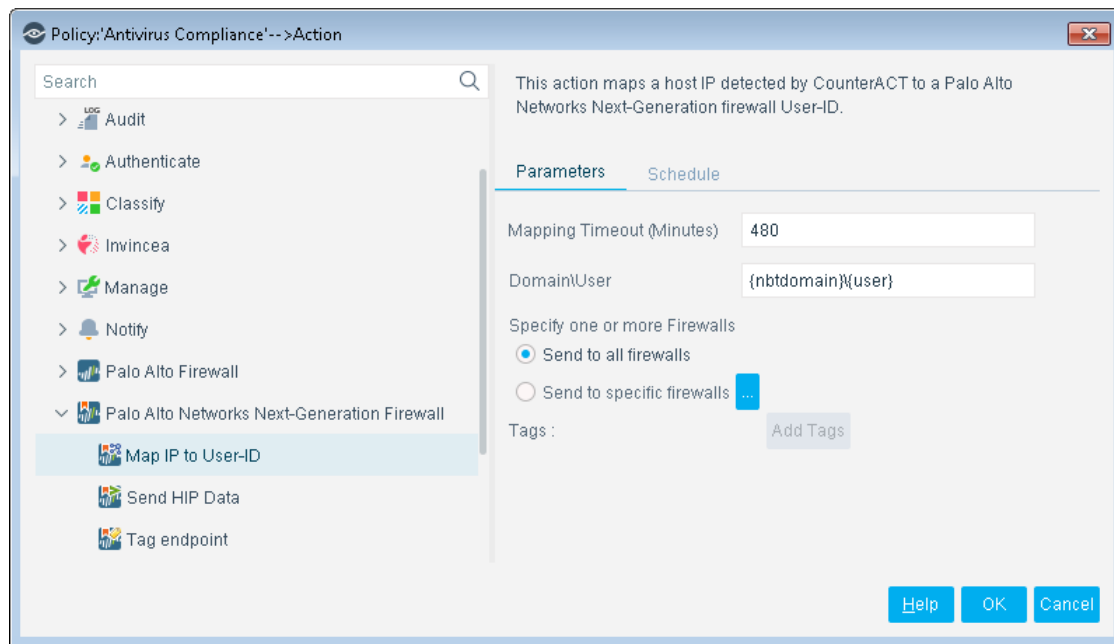 Policy:'Antivirus Compliance'-->Action
Search
LOG
Audit
Authenticate
Classify
Invincea
Manage
Notify
Palo Alto Firewall
Palo Alto Networks Next-Generation Firewall
Map IP to User-ID
Send HIP Data
Tag endpoint
This action maps a host IP detected by CounterACT to a Palo Alto
Networks Next-Generation firewall User-ID.
Parameters
Schedule
Mapping Timeout (Minutes)
480
Domain\User
{nbtdomain}\{user}
Specify one or more Firewalls
Send to all firewalls
Send to specific firewalls
...
Tags :
Add Tags
Help
OK
Cancel